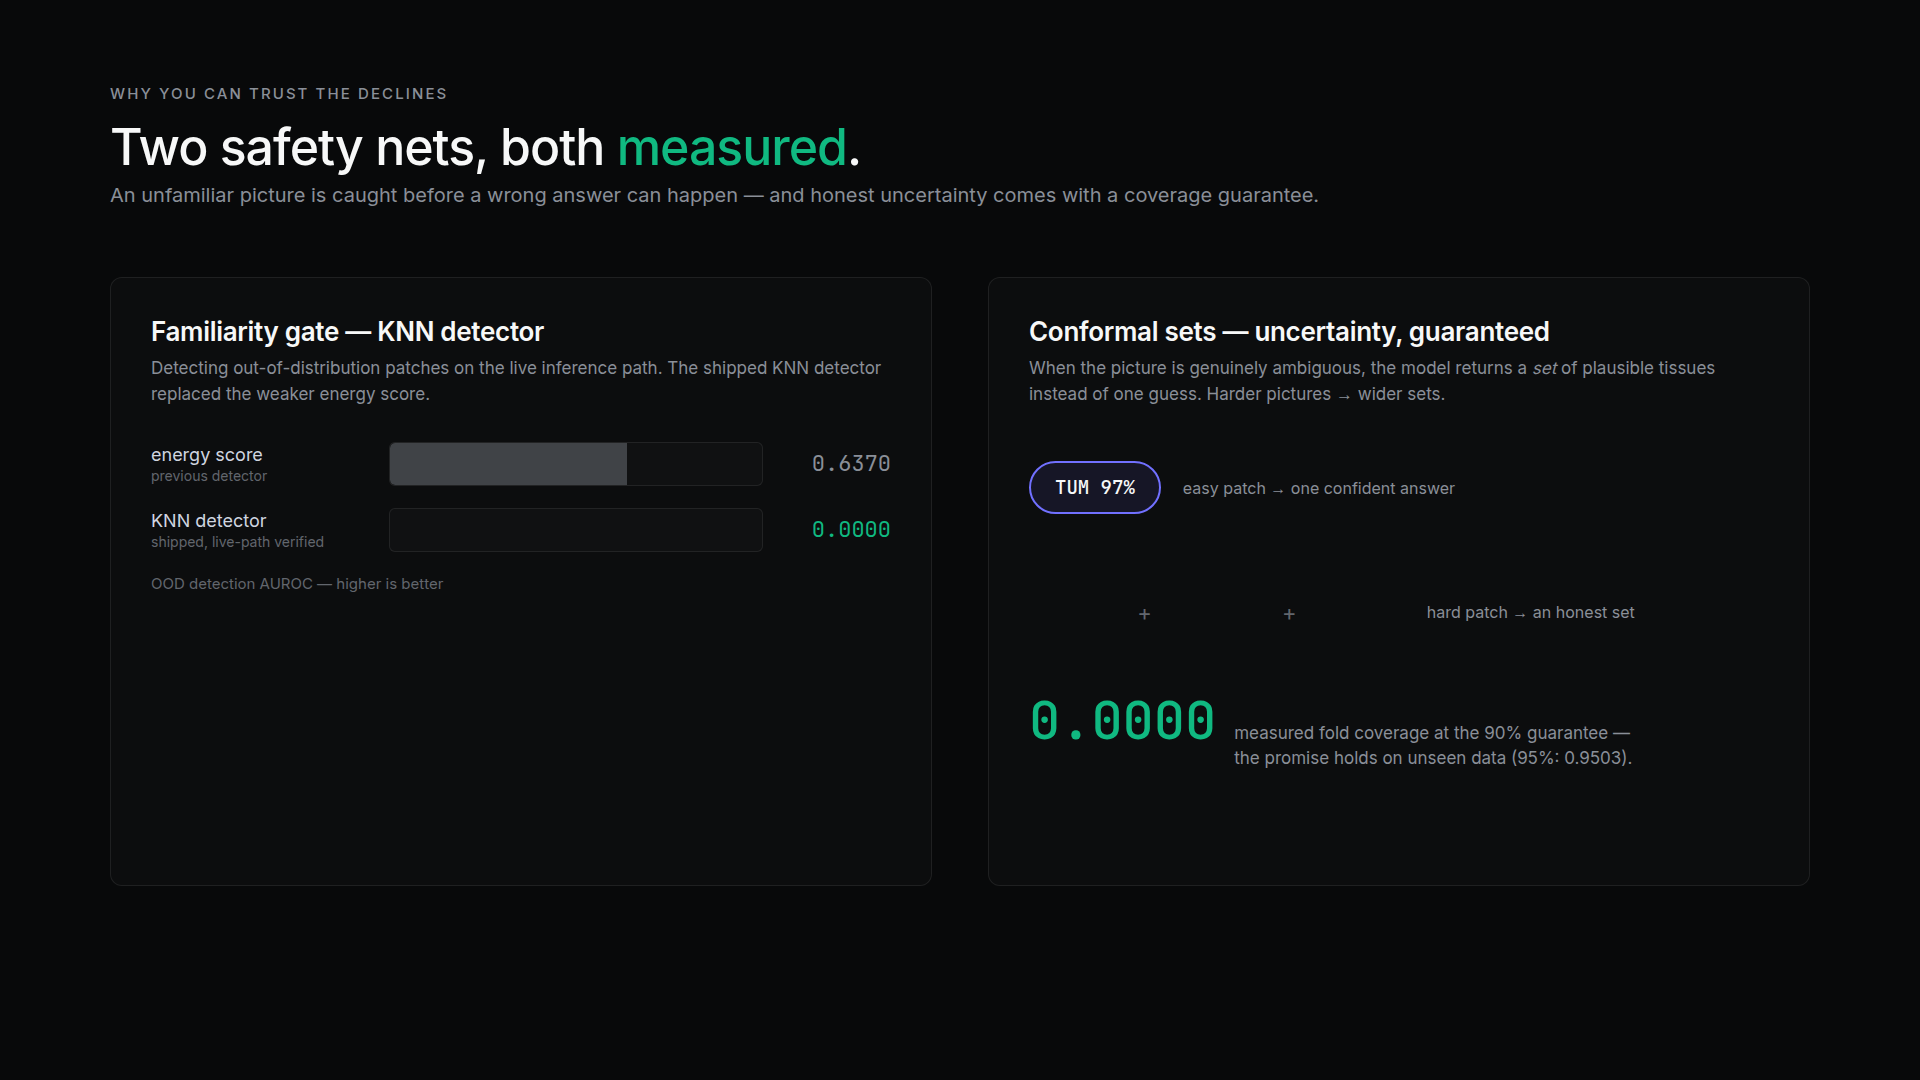 WHY YOU CAN TRUST THE DECLINES
Two safety nets, both measured.
An unfamiliar picture is caught before a wrong answer can happen — and honest uncertainty comes with a coverage guarantee.
Familiarity gate — KNN detector
Detecting out-of-distribution patches on the live inference path. The shipped KNN detector
replaced the weaker energy score.
energy score
previous detector
0.6370
KNN detector
shipped, live-path verified
0.0000
OOD detection AUROC — higher is better
Conformal sets — uncertainty, guaranteed
When the picture is genuinely ambiguous, the model returns a set of plausible tissues
instead of one guess. Harder pictures → wider sets.
TUM 97%
easy patch → one confident answer
+ + hard patch → an honest set
0.0000
measured fold coverage at the 90% guarantee —
the promise holds on unseen data (95%: 0.9503).